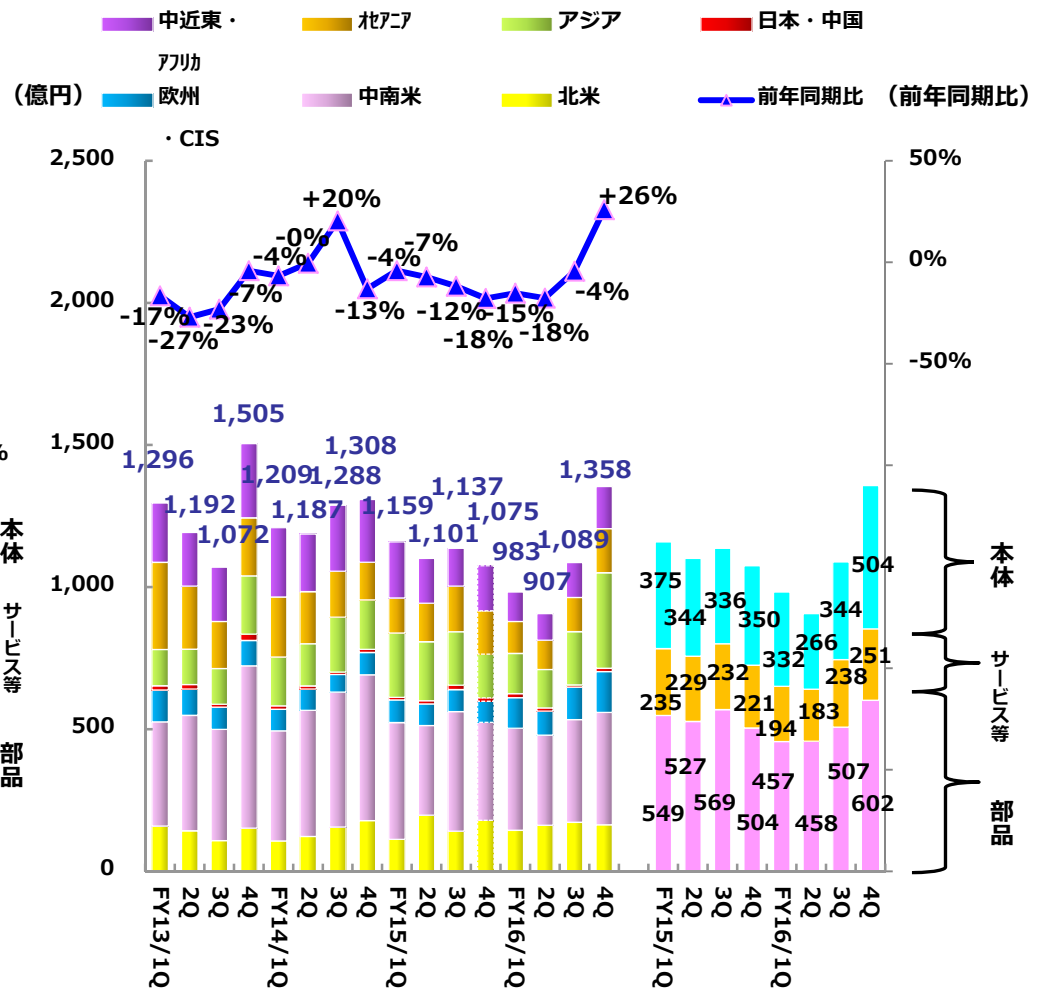 中近東・
アフリカ
オセアニア
アジア
日本・中国
（億円）
欧州
・CIS
中南米
北米
前年同期比
（前年同期比）
2,500
2,000
1,500
1,000
500
0
50%
0%
-50%
-17%
-27%
-23%
-7%
-4%
-0%
+20%
-13%
-4%
-7%
-12%
-18%
-15%
-18%
-4%
+26%
1,296
1,192
1,072
1,505
1,209
1,187
1,288
1,308
1,159
1,101
1,137
1,075
983
907
1,089
1,358
%
本体
サービス等
部品
375
344
336
350
332
266
344
504
235
229
232
221
194
183
238
251
549
527
569
504
457
458
507
602
本体
サービス等
部品
FY13/1Q
2Q
3Q
4Q
FY14/1Q
2Q
3Q
4Q
FY15/1Q
2Q
3Q
4Q
FY16/1Q
2Q
3Q
4Q
FY15/1Q
2Q
3Q
4Q
FY16/1Q
2Q
3Q
4Q